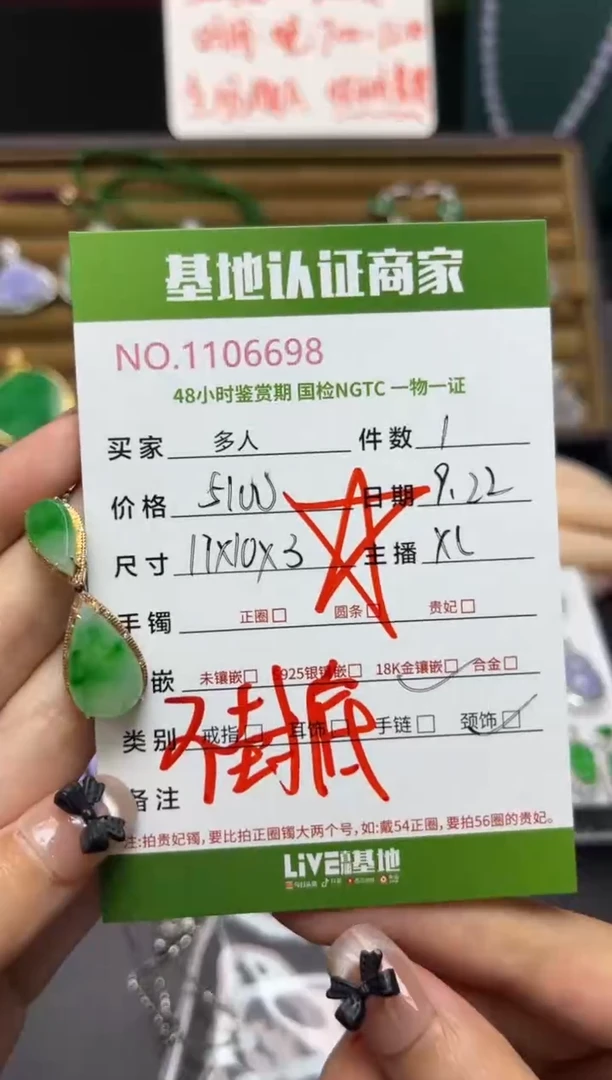 基地认证商家
NO.1106698
48小时鉴赏期 国检NGTC 一物一证
买家 多人 件数 1
价格 5100 日期 9.22
尺寸 17X10X3 主播 XL
手镯 正圈□ 圆条□ 贵妃□
嵌 未镶嵌□ S925银镶嵌□ 18K金镶嵌□ 合金□
类别 戒指□ 耳饰□ 手链□ 颈饰□
不封底
备注
注:拍贵妃镯,要比拍正圈镯大两个号,如:戴54正圈,要拍56圈的贵妃。
LiVE 基地